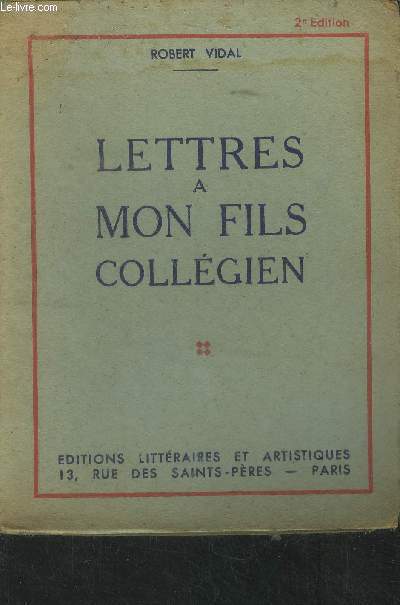 Le-livre.com
2e Edition
ROBERT VIDAL
LETTRES
A
MON FILS
COLLÉGIEN
EDITIONS LITTÉRAIRES ET ARTISTIQUES
13, RUE DES SAINTS-PÈRES — PARIS